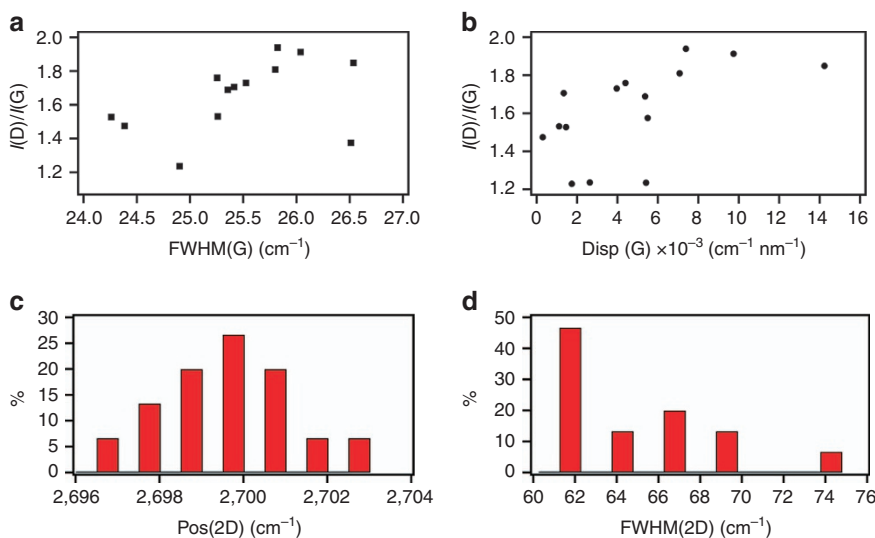 a
2.0
1.8
1.6
1.4
1.2
I(D)/I(G)
24.0 24.5 25.0 25.5 26.0 26.5 27.0
FWHM(G) (cm⁻¹)
b
2.0
1.8
1.6
1.4
1.2
I(D)/I(G)
0 2 4 6 8 10 12 14 16
Disp (G) ×10⁻³ (cm⁻¹ nm⁻¹)
c
30
25
20
15
10
5
0
%
2,696 2,698 2,700 2,702 2,704
Pos(2D) (cm⁻¹)
d
50
40
30
20
10
0
%
60 62 64 66 68 70 72 74 76
FWHM(2D) (cm⁻¹)